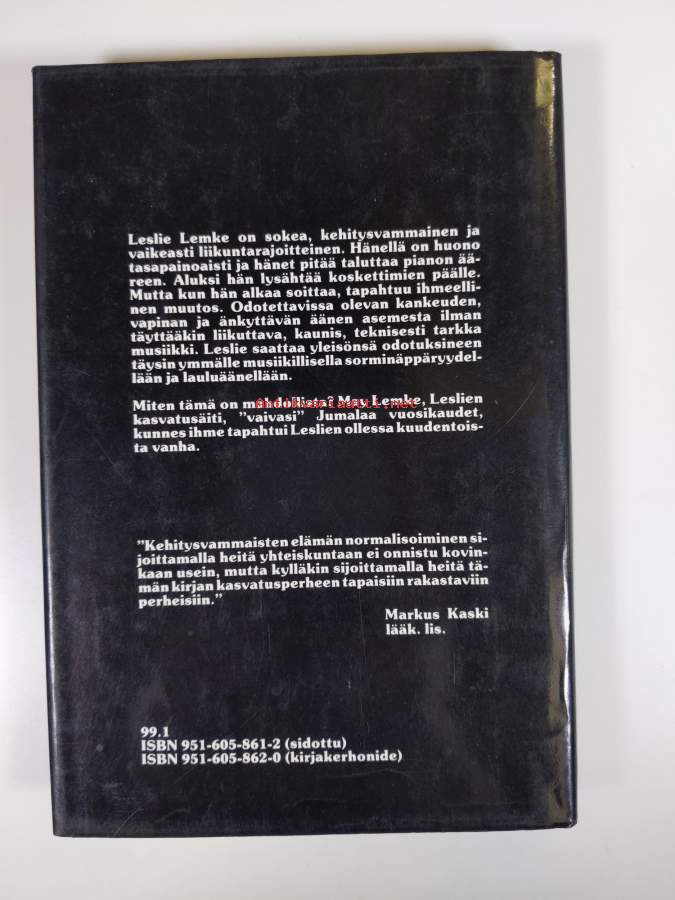 Leslie Lemke on sokea, kehitysvammainen ja
vaikeasti liikuntarajoitteinen. Hänellä on huono
tasapainoaisti ja hänet pitää taluttaa pianon ää-
reen. Aluksi hän lysähtää koskettimien päälle.
Mutta kun hän alkaa soittaa, tapahtuu ihmeelli-
nen muutos. Odotettavissa olevan kankeuden,
vapinan ja änkyttävän äänen asemesta ilman
täyttääkin liikuttava, kaunis, teknisesti tarkka
musiikki. Leslie saattaa yleisönsä odotuksineen
täysin ymmälle musiikillisella sorminäppäryydel-
lään ja lauluäänellään.
Miten tämä on mahdollista? May Lemke, Leslien
Antikvariaatti.net
kasvatusäiti, "vaivasi" Jumalaa vuosikaudet,
kunnes ihme tapahtui Leslien ollessa kuudentois-
ta vanha.
"Kehitysvammaisten elämän normalisoiminen si-
joittamalla heitä yhteiskuntaan ei onnistu kovin-
kaan usein, mutta kylläkin sijoittamalla heitä tä-
män kirjan kasvatusperheen tapaisiin rakastaviin
perheisiin."
Markus Kaski
lääk. lis.
99.1
ISBN 951-605-861-2 (sidottu)
ISBN 951-605-862-0 (kirjakerhonide)